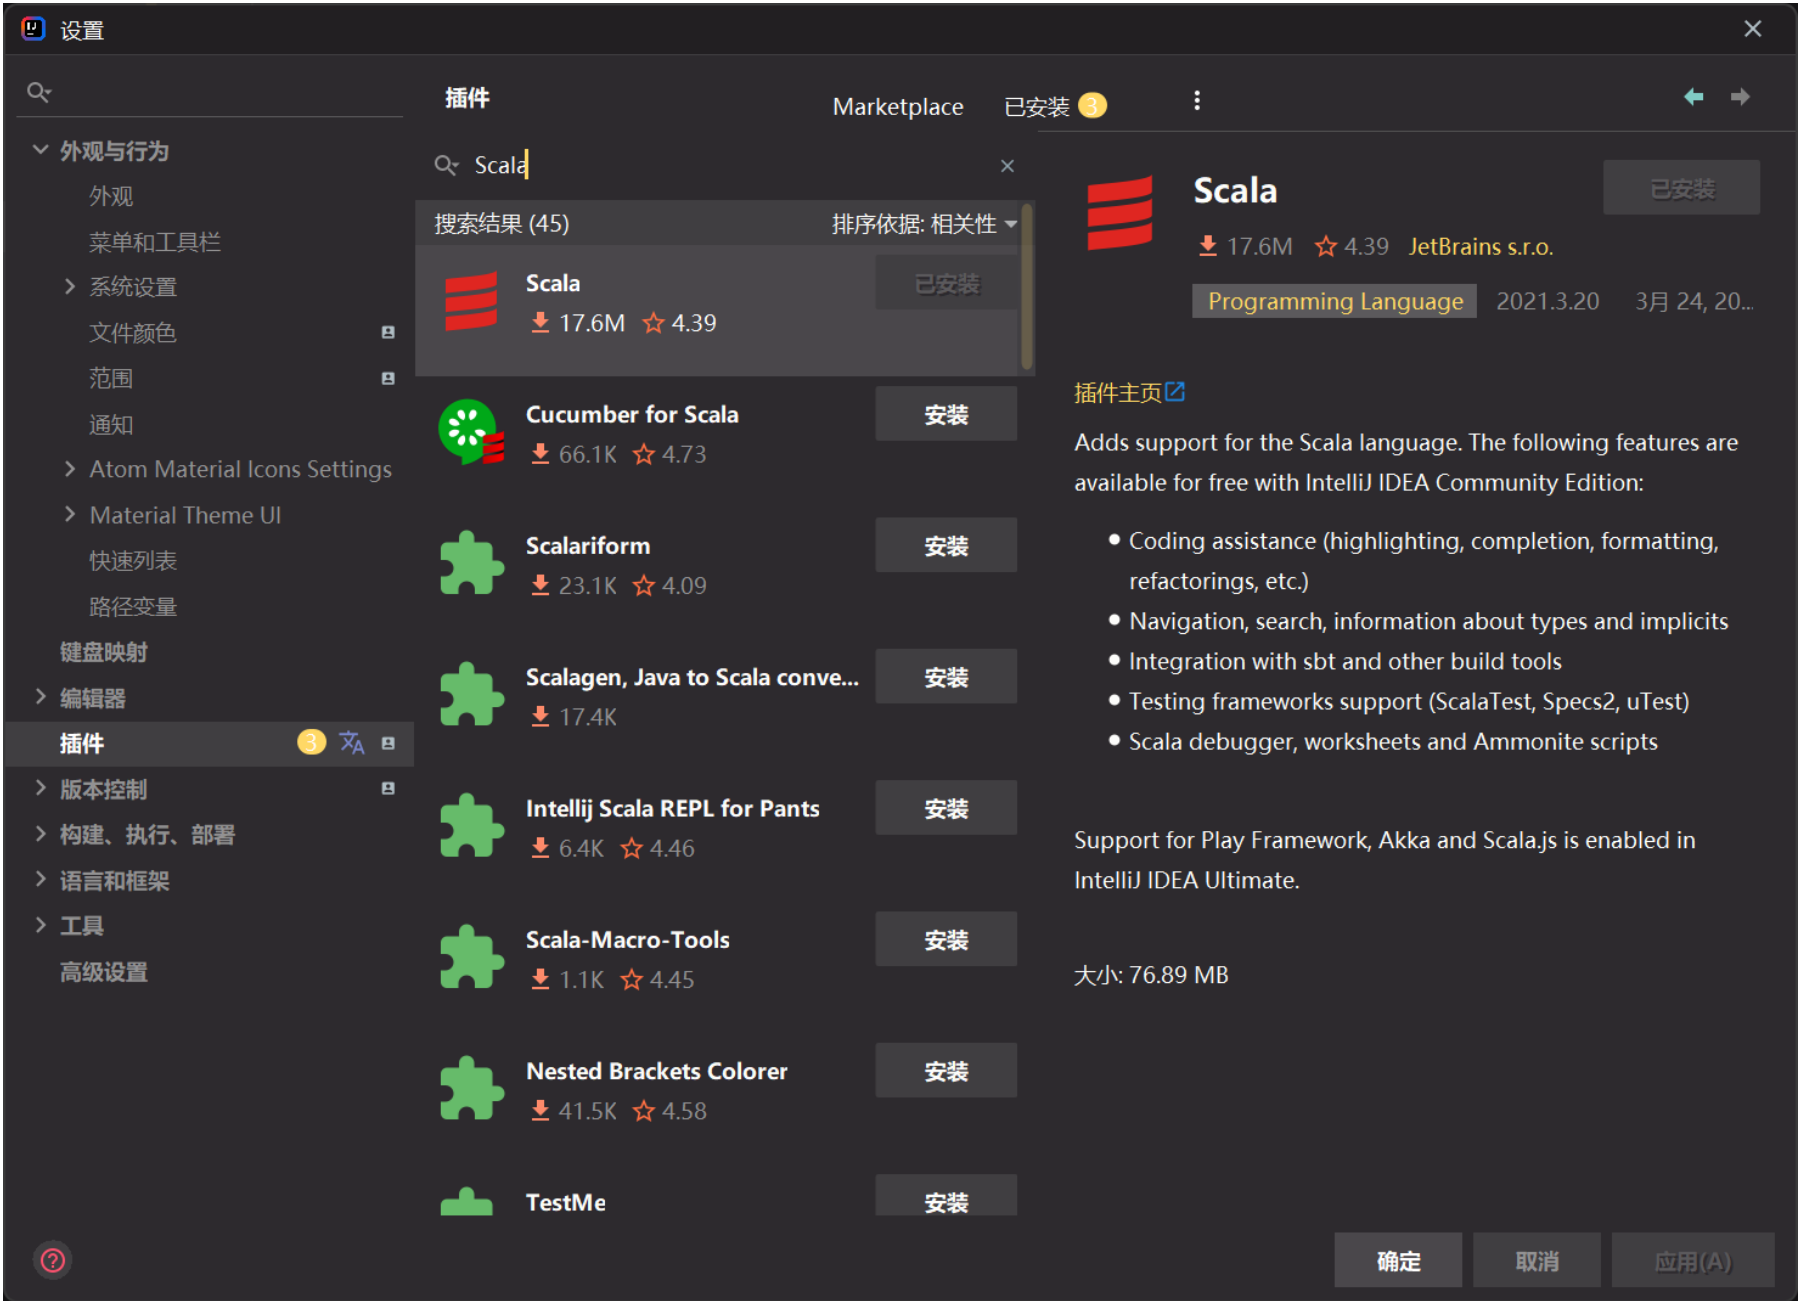 设置
外观与行为
外观
菜单和工具栏
系统设置
文件颜色
范围
通知
Atom Material Icons Settings
Material Theme UI
快速列表
路径变量
键盘映射
编辑器
插件 3
版本控制
构建、执行、部署
语言和框架
工具
高级设置
插件
Marketplace
已安装 3
Scala
搜索结果 (45) 排序依据: 相关性
Scala 已安装
17.6M 4.39
Cucumber for Scala 安装
66.1K 4.73
Scalariform 安装
23.1K 4.09
Scalagen, Java to Scala conve... 安装
17.4K
Intellij Scala REPL for Pants 安装
6.4K 4.46
Scala-Macro-Tools 安装
1.1K 4.45
Nested Brackets Colorer 安装
41.5K 4.58
TestMe 安装
Scala 已安装
17.6M 4.39 JetBrains s.r.o.
Programming Language 2021.3.20 3月 24, 20...
插件主页
Adds support for the Scala language. The following features are
available for free with IntelliJ IDEA Community Edition:
Coding assistance (highlighting, completion, formatting,
refactorings, etc.)
Navigation, search, information about types and implicits
Integration with sbt and other build tools
Testing frameworks support (ScalaTest, Specs2, uTest)
Scala debugger, worksheets and Ammonite scripts
Support for Play Framework, Akka and Scala.js is enabled in
IntelliJ IDEA Ultimate.
大小: 76.89 MB
确定 取消 应用(A)